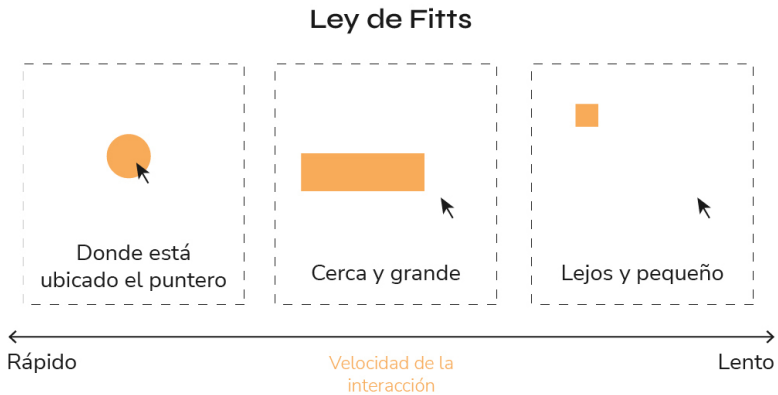 Ley de Fitts
Donde está
ubicado el puntero
Cerca y grande
Lejos y pequeño
Rápido
Velocidad de la
interacción
Lento